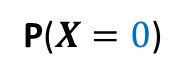 P(X = 0)